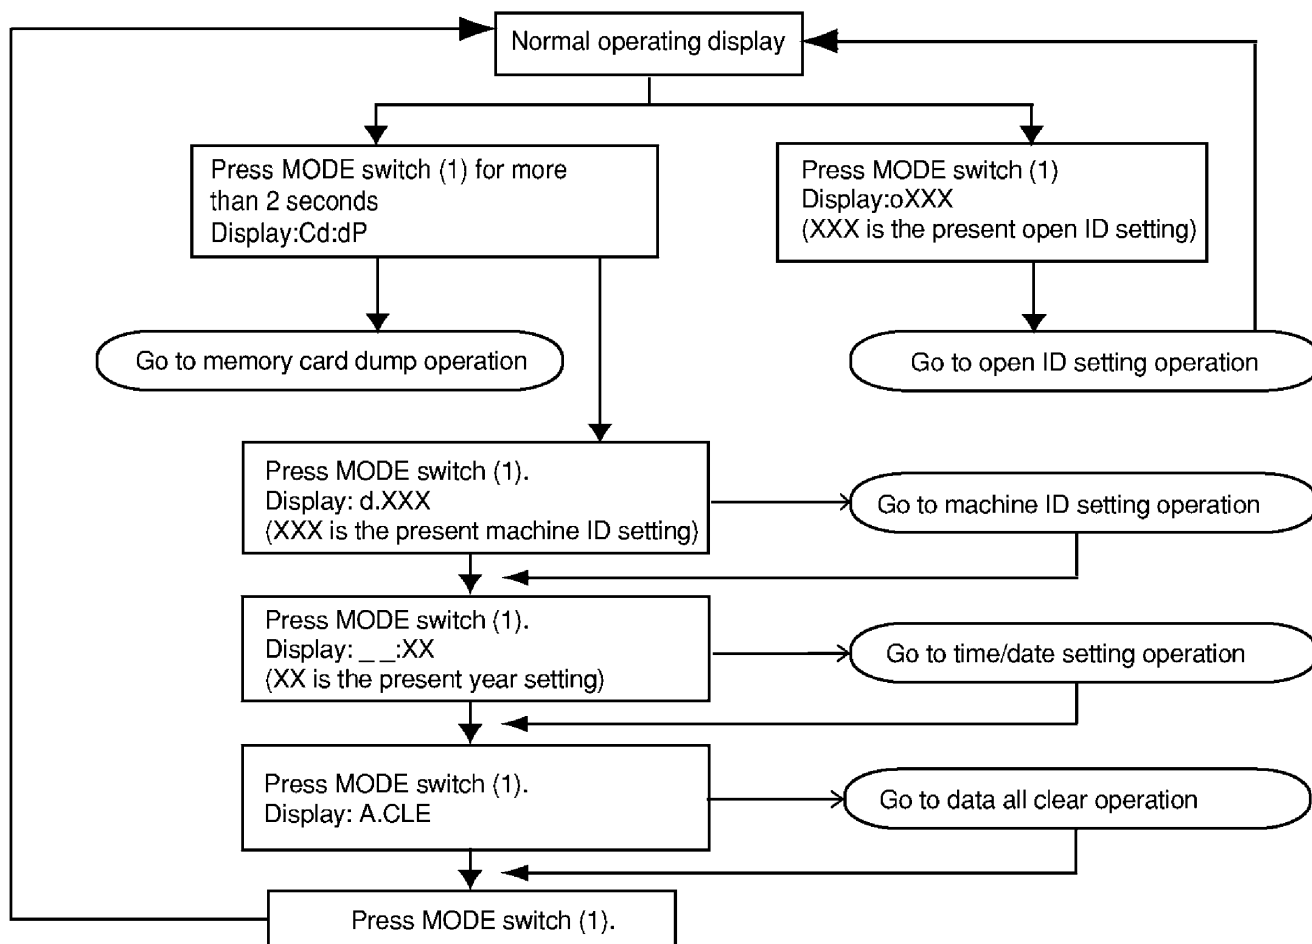 Normal operating display
Press MODE switch (1) for more
than 2 seconds
Display:Cd:dP
Press MODE switch (1)
Display:oXXX
(XXX is the present open ID setting)
Go to memory card dump operation
Go to open ID setting operation
Press MODE switch (1).
Display: d.XXX
(XXX is the present machine ID setting)
Go to machine ID setting operation
Press MODE switch (1).
Display: _ _:XX
(XX is the present year setting)
Go to time/date setting operation
Press MODE switch (1).
Display: A.CLE
Go to data all clear operation
Press MODE switch (1).